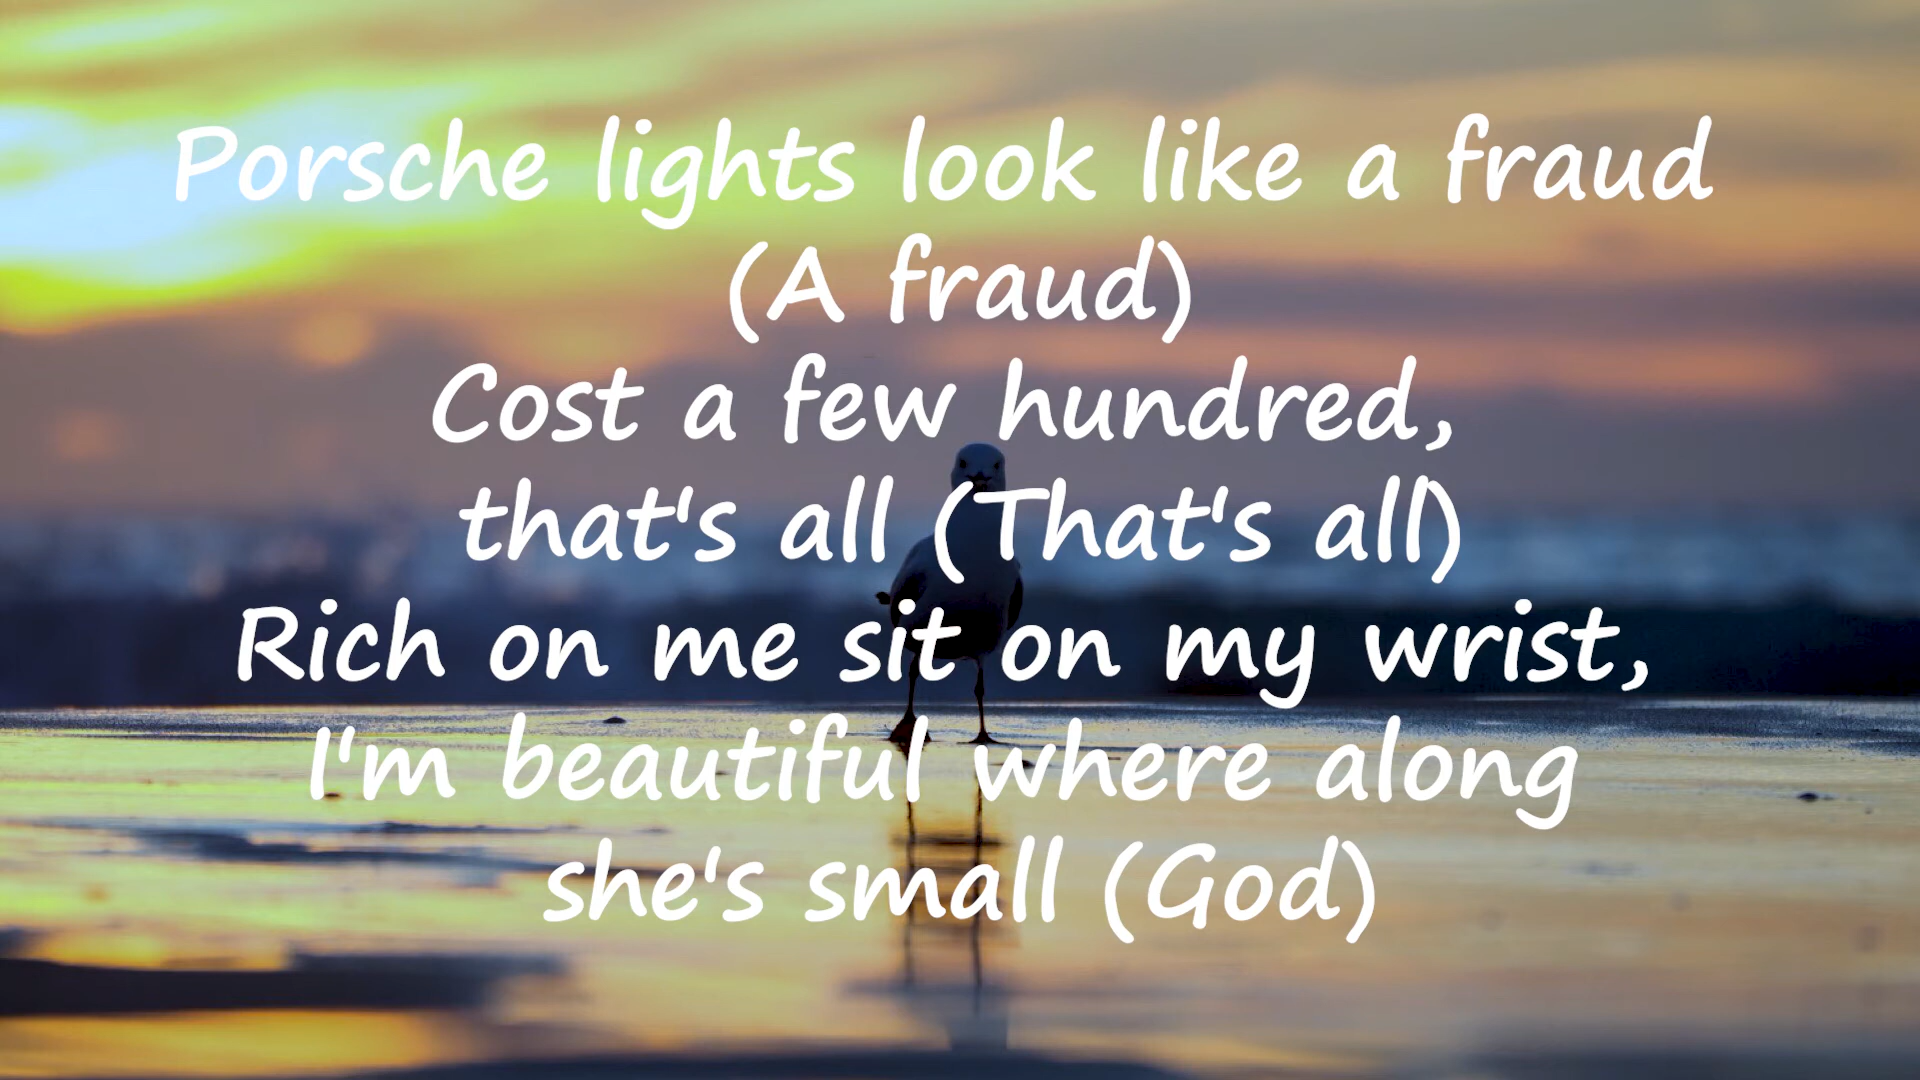 Porsche lights look like a fraud
(A fraud)
Cost a few hundred,
that's all (That's all)
Rich on me sit on my wrist,
I'm beautiful where along
she's small (God)